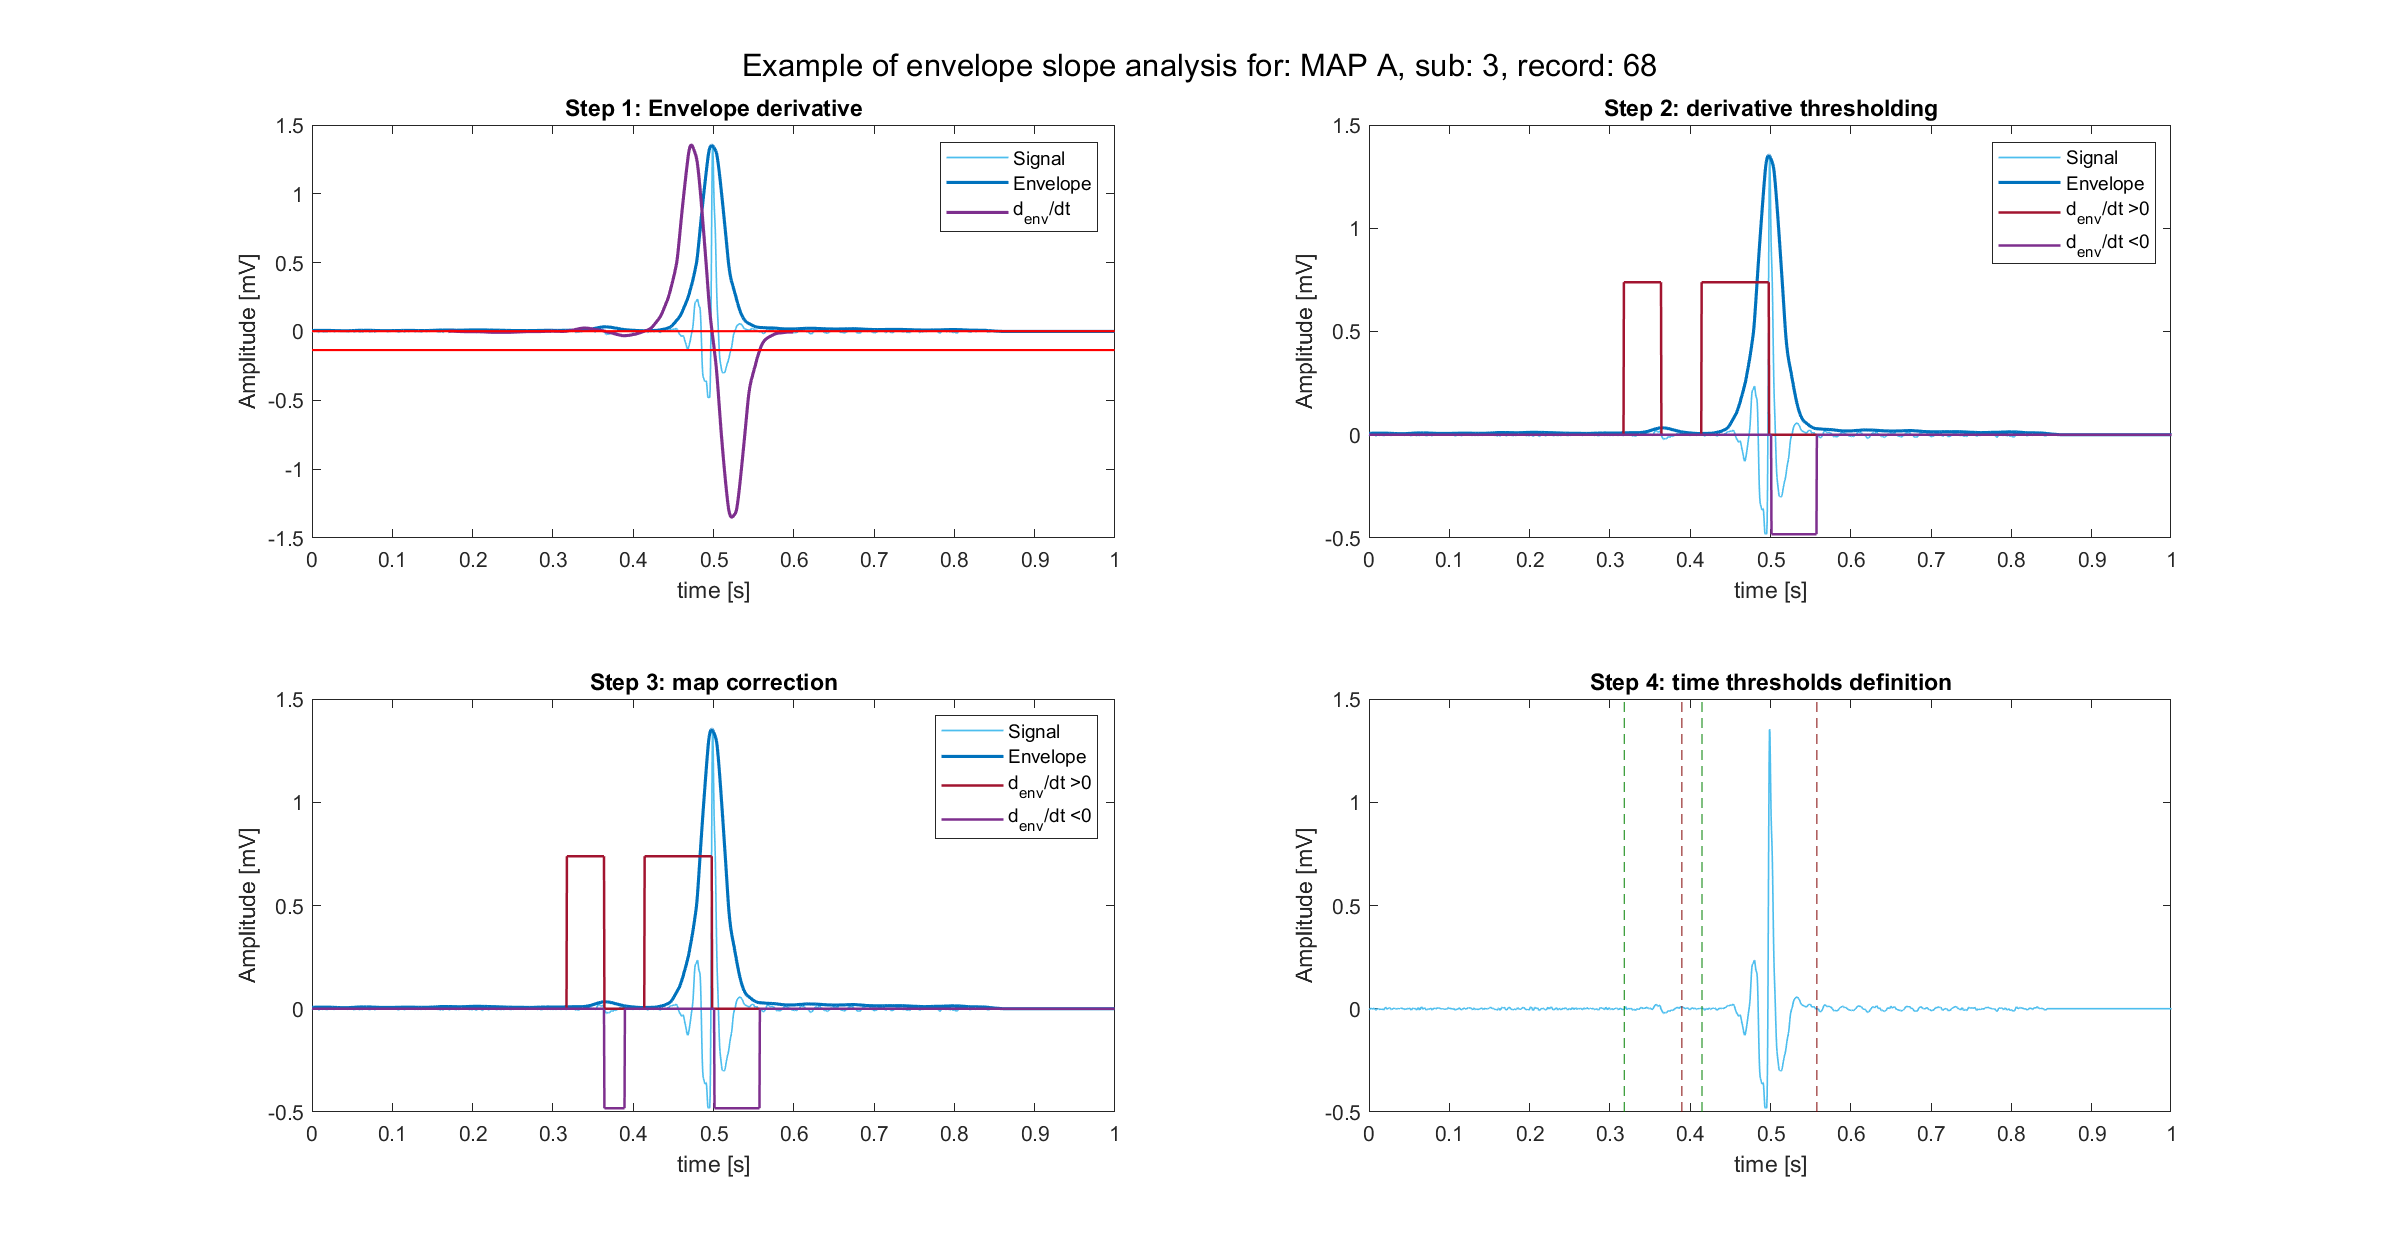 Example of envelope slope analysis for: MAP A, sub: 3, record: 68
Step 1: Envelope derivative
1.5
1
0.5
0
-0.5
-1
-1.5
Amplitude [mV]
0 0.1 0.2 0.3 0.4 0.5 0.6 0.7 0.8 0.9 1
time [s]
Signal
Envelope
d_env/dt
Step 2: derivative thresholding
1.5
1
0.5
0
-0.5
Amplitude [mV]
0 0.1 0.2 0.3 0.4 0.5 0.6 0.7 0.8 0.9 1
time [s]
Signal
Envelope
d_env/dt >0
d_env/dt <0
Step 3: map correction
1.5
1
0.5
0
-0.5
Amplitude [mV]
0 0.1 0.2 0.3 0.4 0.5 0.6 0.7 0.8 0.9 1
time [s]
Signal
Envelope
d_env/dt >0
d_env/dt <0
Step 4: time thresholds definition
1.5
1
0.5
0
-0.5
Amplitude [mV]
0 0.1 0.2 0.3 0.4 0.5 0.6 0.7 0.8 0.9 1
time [s]